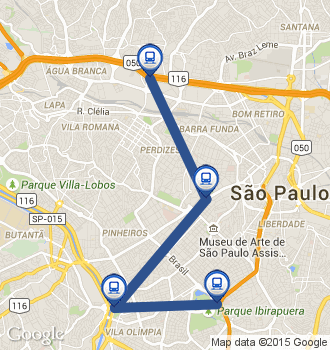 SANTANA
Av. Braz Leme
050
116
ÁGUA BRANCA
LAPA
R. Clélia
BOM RETIRO
VILA ROMANA
BARRA FUNDA
050
PERDIZES
Parque Villa-Lobos
116
São Paulo
SP-015
LIBERDADE
BUTANTÃ
PINHEIROS
Museu de Arte de
São Paulo Assis...
Brasil
116
Parque Ibirapuera
VILA OLÍMPIA
Google
Map data ©2015 Google